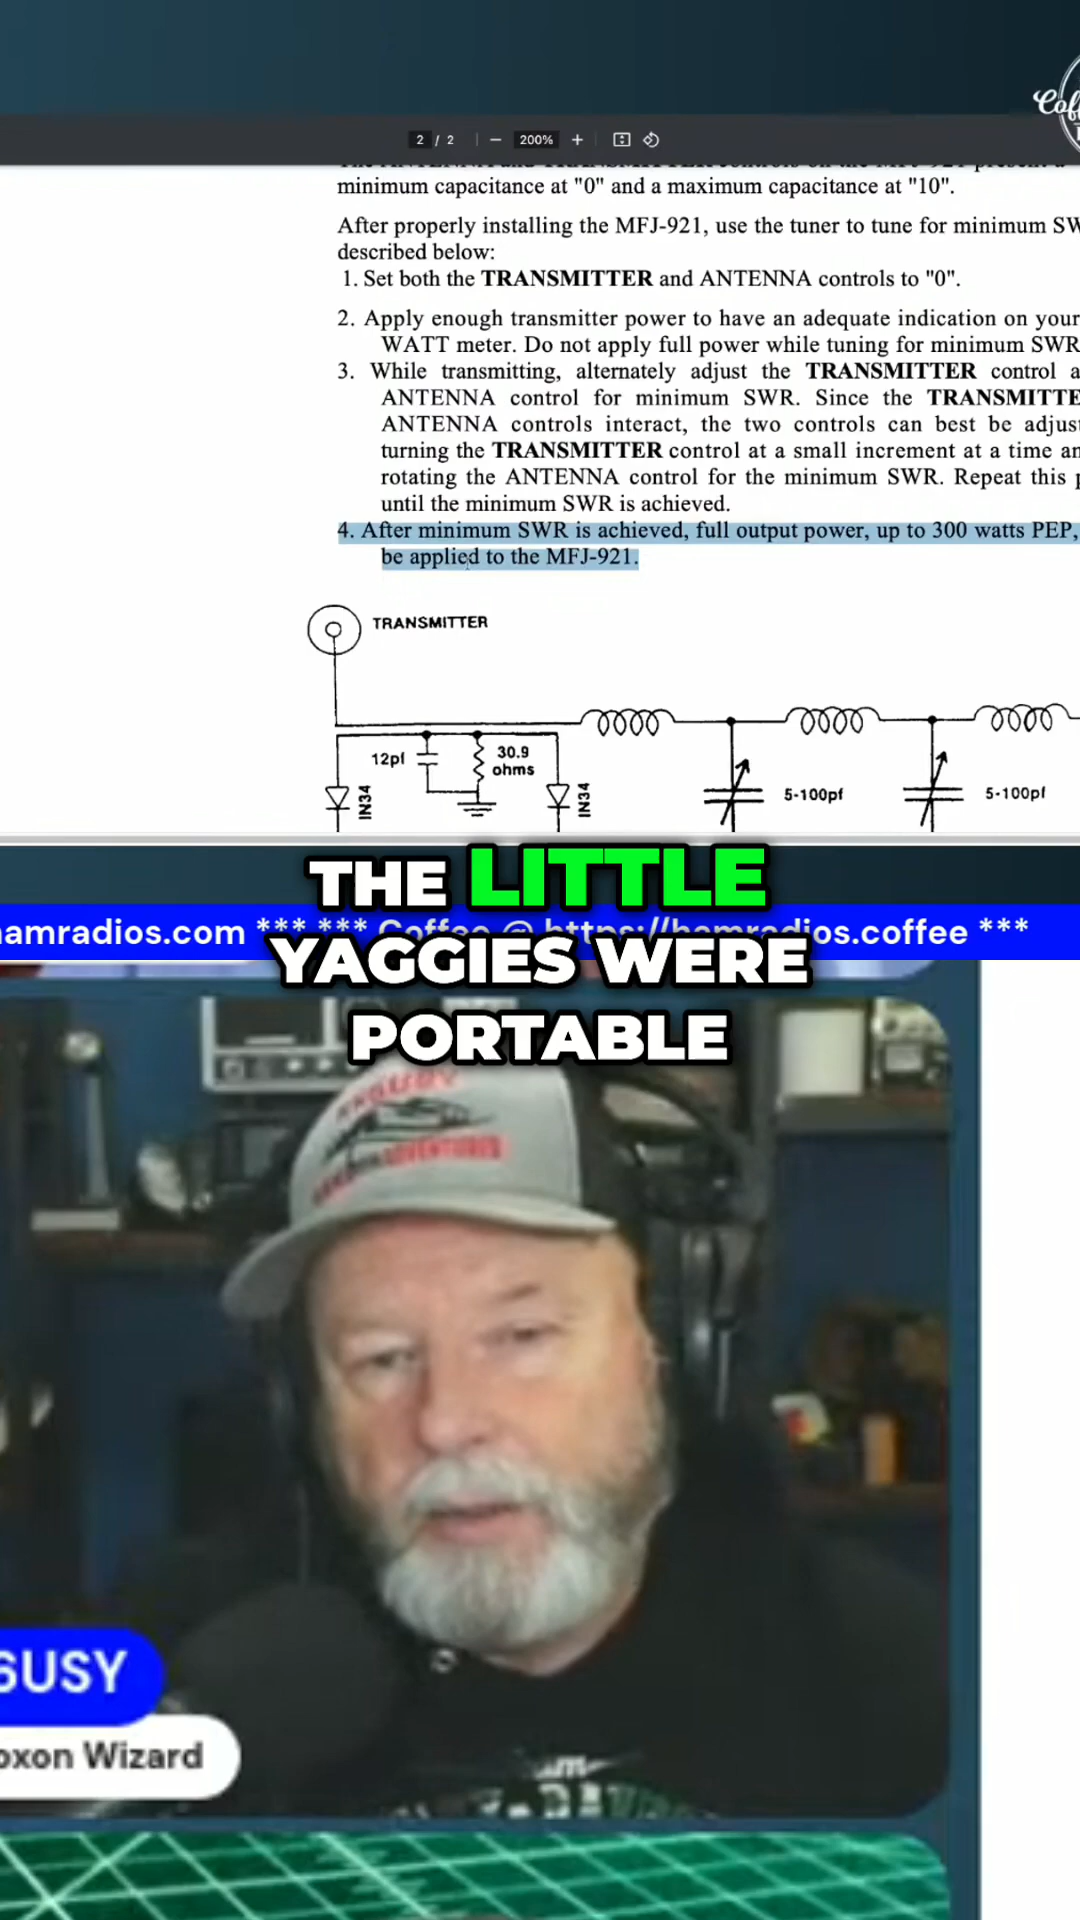 Cof
2 / 2 — 200% +
minimum capacitance at "0" and a maximum capacitance at "10".
After properly installing the MFJ-921, use the tuner to tune for minimum SW
described below:
1. Set both the TRANSMITTER and ANTENNA controls to "0".
2. Apply enough transmitter power to have an adequate indication on your
WATT meter. Do not apply full power while tuning for minimum SWR
3. While transmitting, alternately adjust the TRANSMITTER control a
ANTENNA control for minimum SWR. Since the TRANSMITTE
ANTENNA controls interact, the two controls can best be adjus
turning the TRANSMITTER control at a small increment at a time an
rotating the ANTENNA control for the minimum SWR. Repeat this p
until the minimum SWR is achieved.
4. After minimum SWR is achieved, full output power, up to 300 watts PEP,
be applied to the MFJ-921.
TRANSMITTER
12pf
30.9
ohms
IN34
IN34
5-100pf
5-100pf
THE LITTLE
amradios.com *** *** Coffee @ https://hamradios.coffee ***
YAGGIES WERE
PORTABLE
ADVENTURES
6USY
oxon Wizard